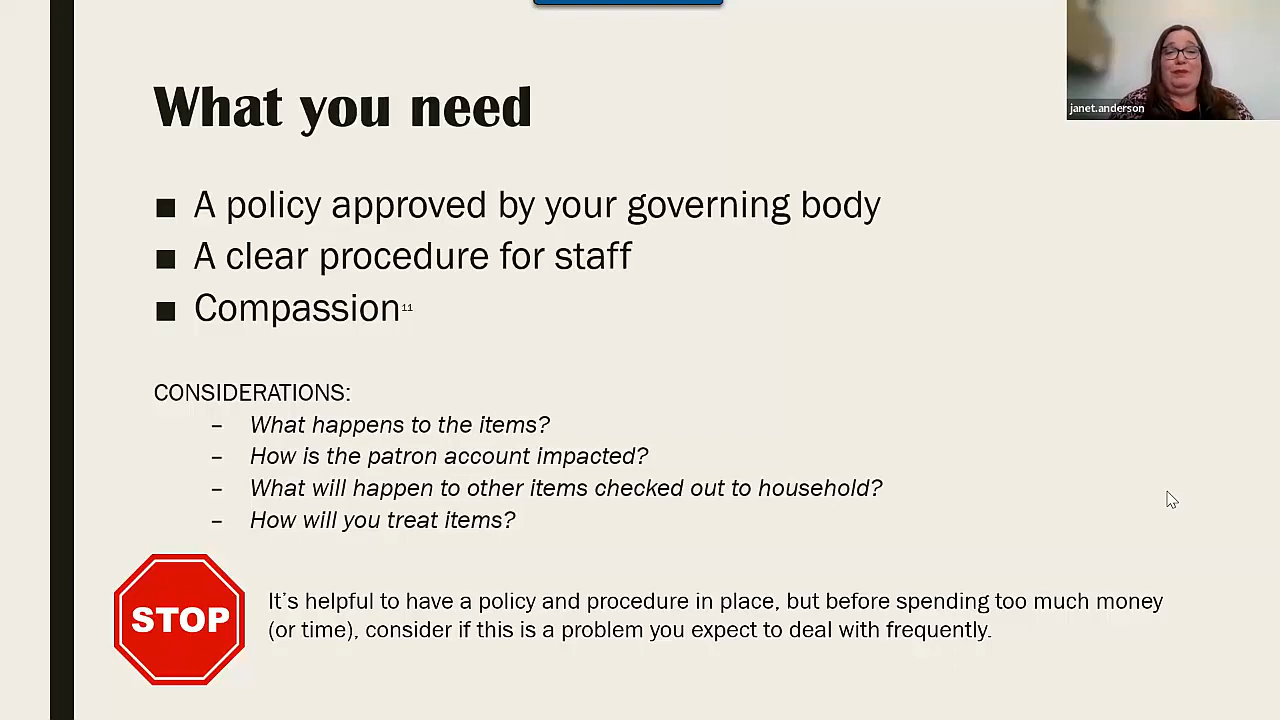 janet.anderson
What you need
■ A policy approved by your governing body
■ A clear procedure for staff
■ Compassion11
CONSIDERATIONS:
– What happens to the items?
– How is the patron account impacted?
– What will happen to other items checked out to household?
– How will you treat items?
STOP
It's helpful to have a policy and procedure in place, but before spending too much money
(or time), consider if this is a problem you expect to deal with frequently.